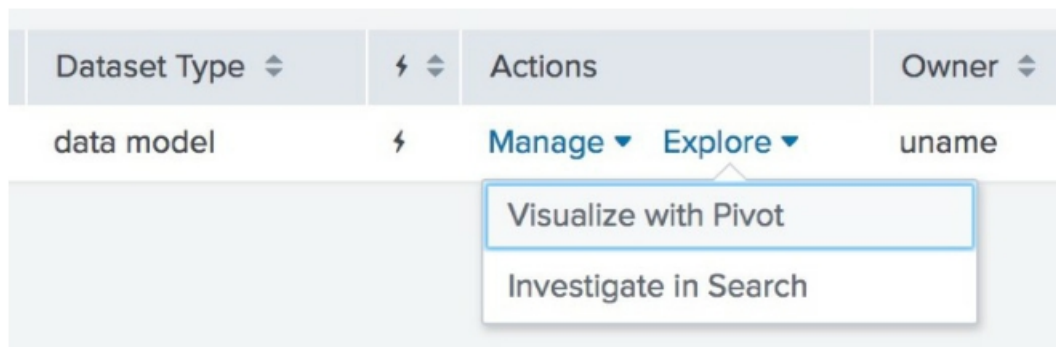 Dataset Type Actions Owner
data model Manage Explore uname
Visualize with Pivot
Investigate in Search